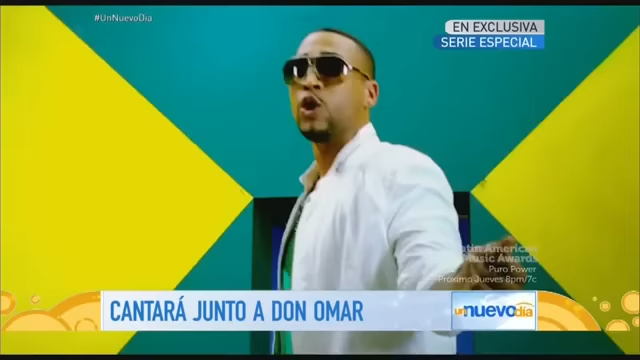 #UnNuevoDia
EN EXCLUSIVA
SERIE ESPECIAL
Latin American
Music Awards
Puro Power
Próximo Jueves 8pm/7c
CANTARÁ JUNTO A DON OMAR
un nuevo día